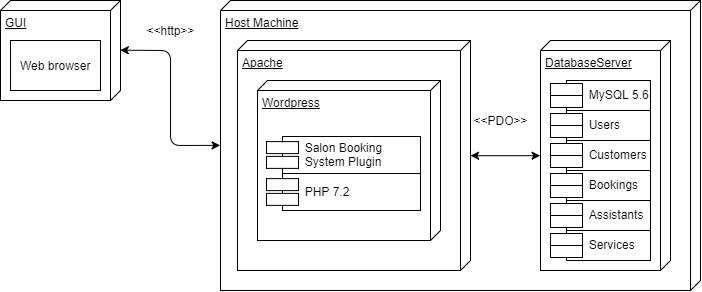 GUI
Web browser
<<http>>
Host Machine
Apache
Wordpress
Salon Booking
System Plugin
PHP 7.2
<<PDO>>
DatabaseServer
MySQL 5.6
Users
Customers
Bookings
Assistants
Services